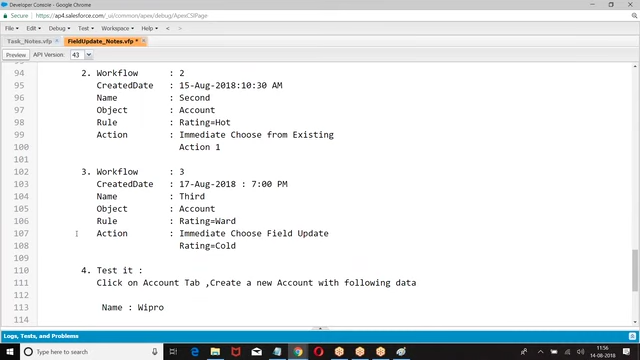 Developer Console - Google Chrome
Secure
https://ap4.salesforce.com/_ui/common/apex/debug/ApexCSIPage
File Edit Debug Test Workspace Help < >
Task_Notes.vfp FieldUpdate_Notes.vfp *
Preview API Version: 43
94 2. Workflow : 2
95 CreatedDate : 15-Aug-2018:10:30 AM
96 Name : Second
97 Object : Account
98 Rule : Rating=Hot
99 Action : Immediate Choose from Existing
100 Action 1
101
102 3. Workflow : 3
103 CreatedDate : 17-Aug-2018 : 7:00 PM
104 Name : Third
105 Object : Account
106 Rule : Rating=Ward
107 Action : Immediate Choose Field Update
108 Rating=Cold
109
110 4. Test it :
111 Click on Account Tab ,Create a new Account with following data
112
113 Name : Wipro
114
Logs, Tests, and Problems
Type here to search
11:56
14-08-2018